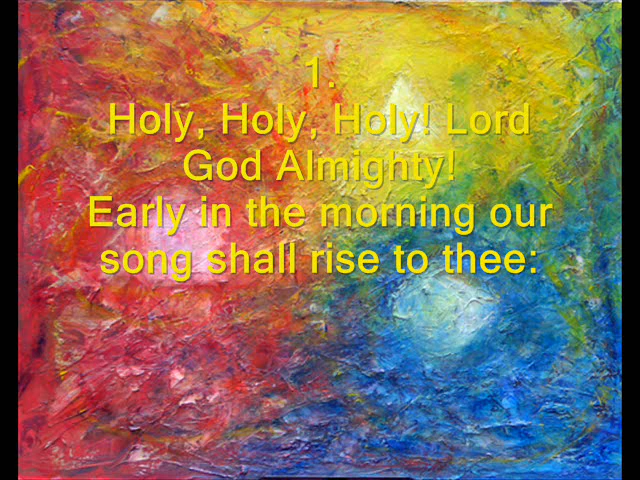 1.
Holy, Holy, Holy! Lord
God Almighty!
Early in the morning our
song shall rise to thee: